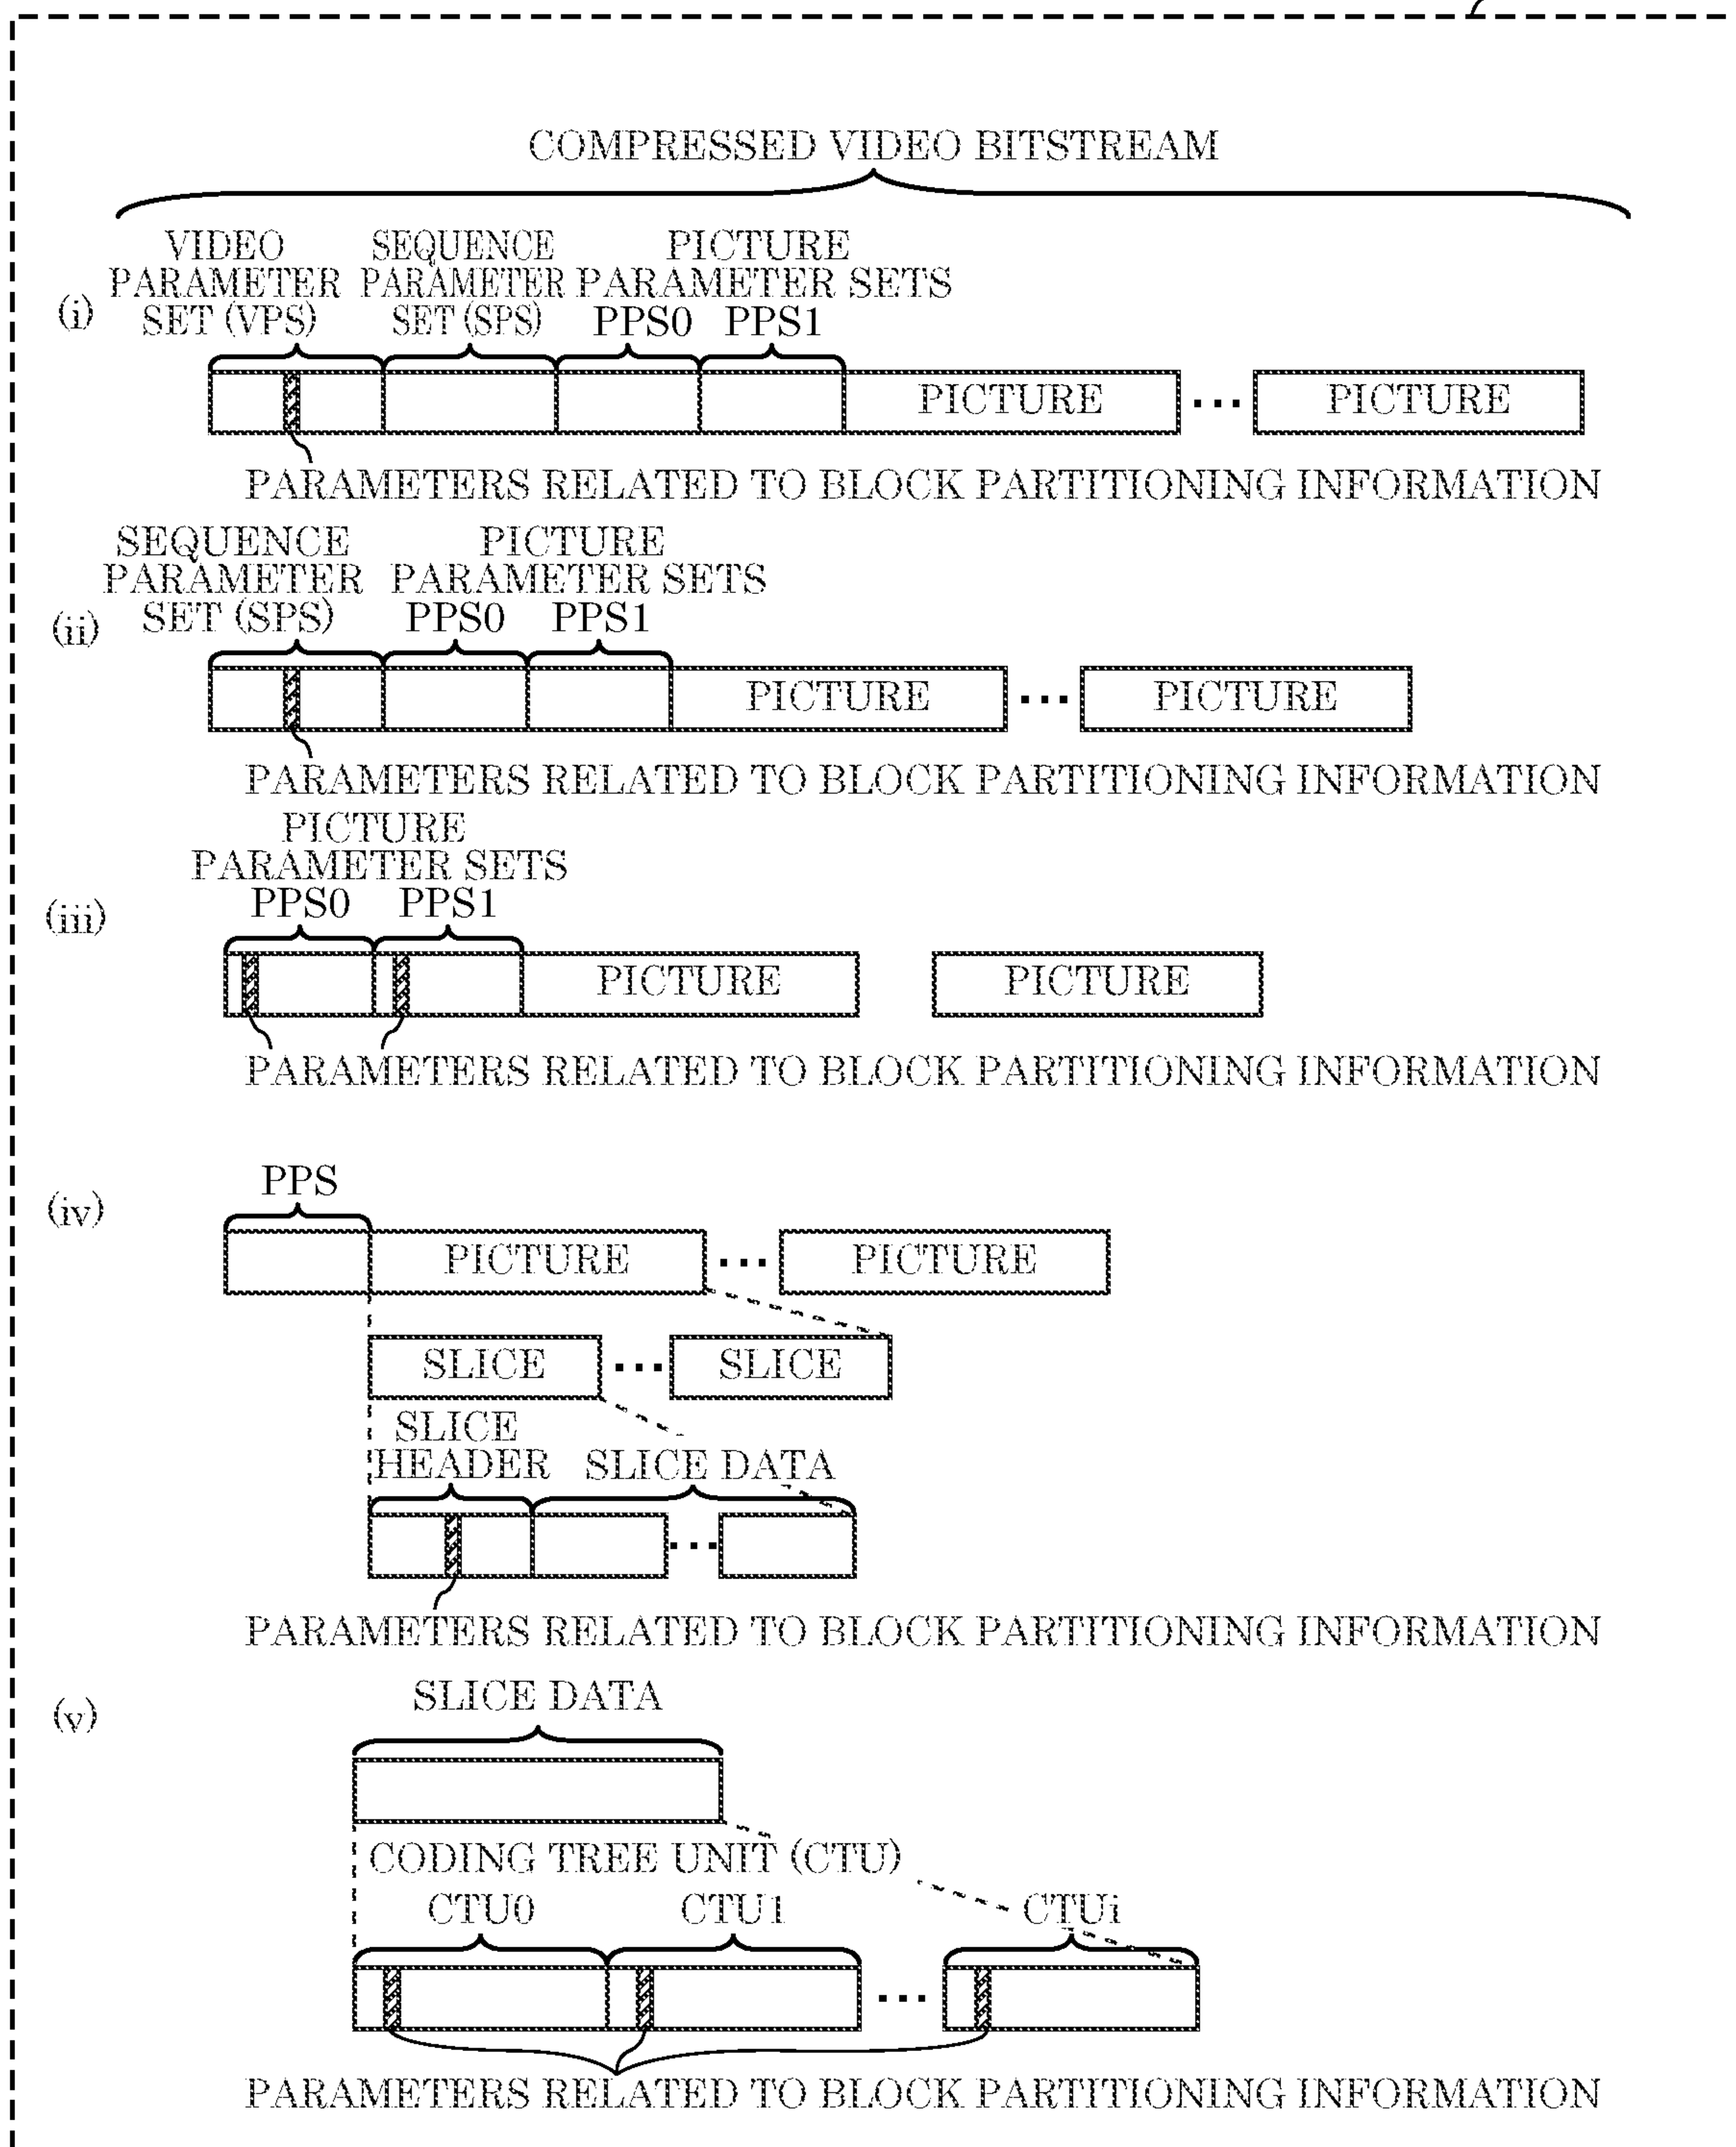 COMPRESSED VIDEO BITSTREAM
VIDEO PARAMETER SET (VPS)
SEQUENCE PARAMETER SET (SPS)
PICTURE PARAMETER SETS
(i)
PPS0 PPS1
PICTURE ... PICTURE
PARAMETERS RELATED TO BLOCK PARTITIONING INFORMATION
SEQUENCE PARAMETER SET (SPS)
PICTURE PARAMETER SETS
(ii)
PPS0 PPS1
PICTURE ... PICTURE
PARAMETERS RELATED TO BLOCK PARTITIONING INFORMATION
PICTURE
PARAMETER SETS
(iii)
PPS0 PPS1
PICTURE PICTURE
PARAMETERS RELATED TO BLOCK PARTITIONING INFORMATION
(iv)
PPS
PICTURE ... PICTURE
SLICE ... SLICE
SLICE
HEADER SLICE DATA
...
PARAMETERS RELATED TO BLOCK PARTITIONING INFORMATION
(v)
SLICE DATA
CODING TREE UNIT (CTU)
CTU0 CTU1 CTUi
...
PARAMETERS RELATED TO BLOCK PARTITIONING INFORMATION